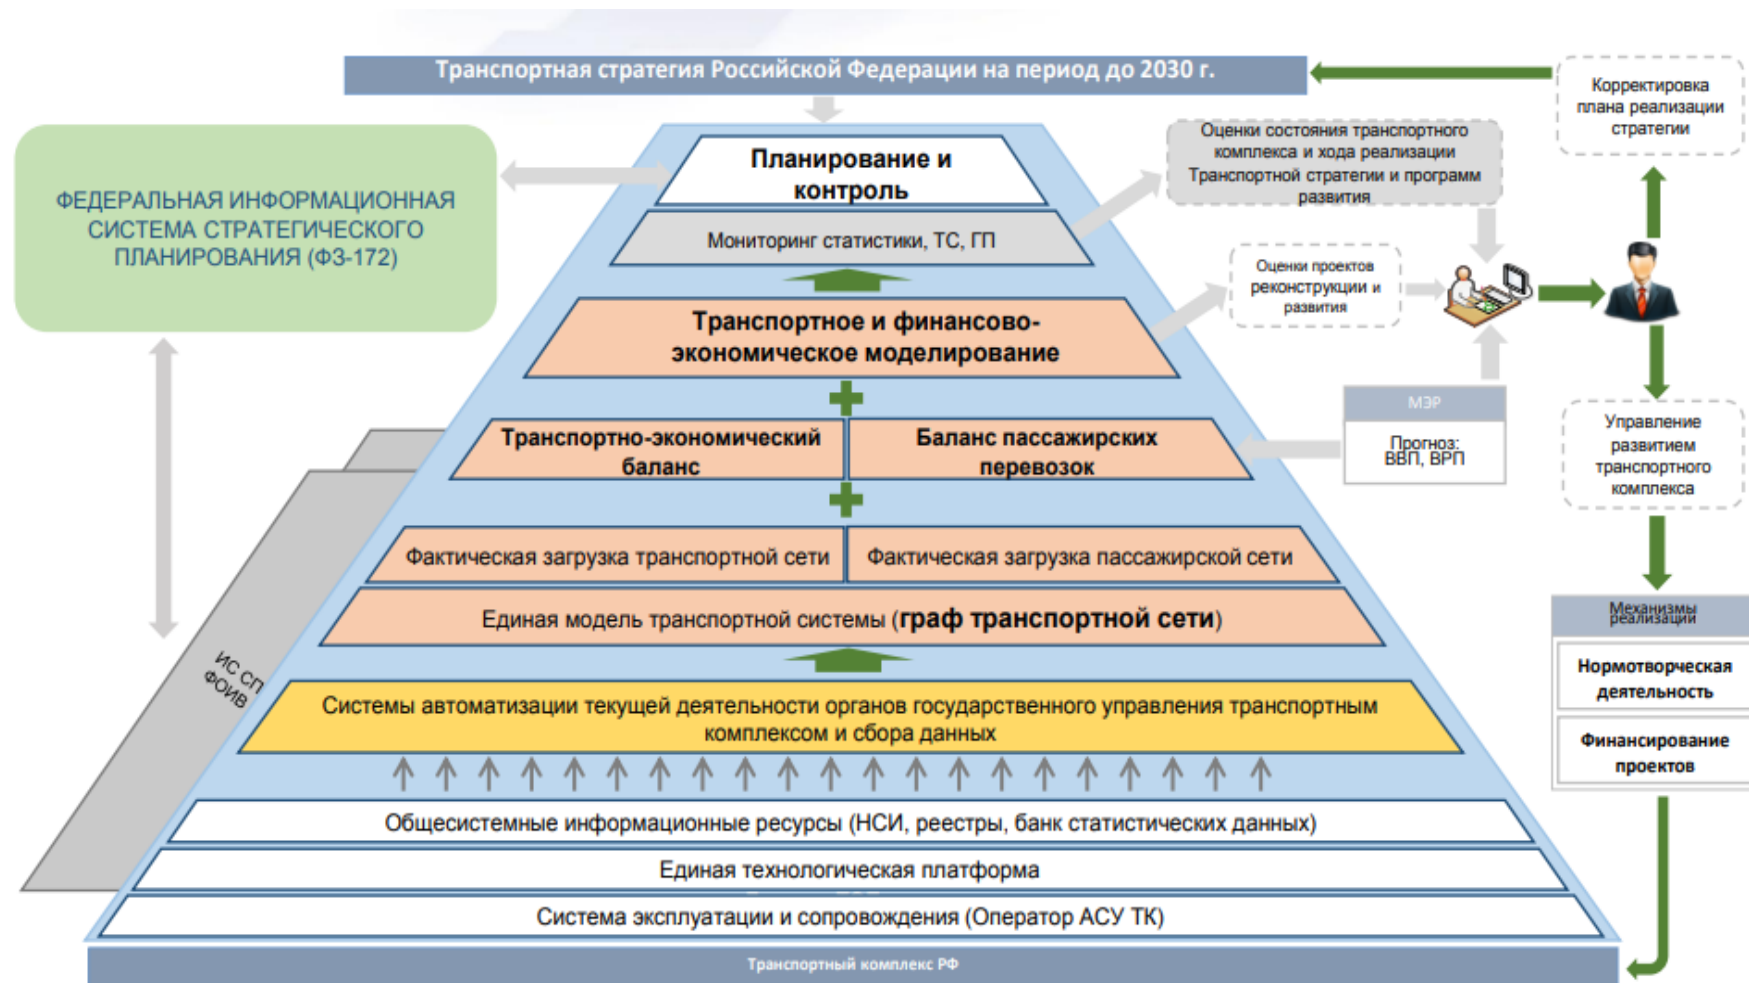 Транспортная стратегия Российской Федерации на период до 2030 г.
Корректировка
плана реализации
стратегии
ФЕДЕРАЛЬНАЯ ИНФОРМАЦИОННАЯ
СИСТЕМА СТРАТЕГИЧЕСКОГО
ПЛАНИРОВАНИЯ (ФЗ-172)
Планирование и
контроль
Оценки состояния транспортного
комплекса и хода реализации
Транспортной стратегии и программ
развития
Мониторинг статистики, ТС, ГП
Оценки проектов
реконструкции и
развития
Транспортное и финансово-
экономическое моделирование
МЭР
Прогноз:
ВВП, ВРП
Транспортно-экономический
баланс
Баланс пассажирских
перевозок
Управление
развитием
транспортного
комплекса
Фактическая загрузка транспортной сети
Фактическая загрузка пассажирской сети
Единая модель транспортной системы (граф транспортной сети)
Механизмы
реализации
ИС СП
ФОИВ
Нормотворческая
деятельность
Системы автоматизации текущей деятельности органов государственного управления транспортным
комплексом и сбора данных
Финансирование
проектов
Общесистемные информационные ресурсы (НСИ, реестры, банк статистических данных)
Единая технологическая платформа
Система эксплуатации и сопровождения (Оператор АСУ ТК)
Транспортный комплекс РФ